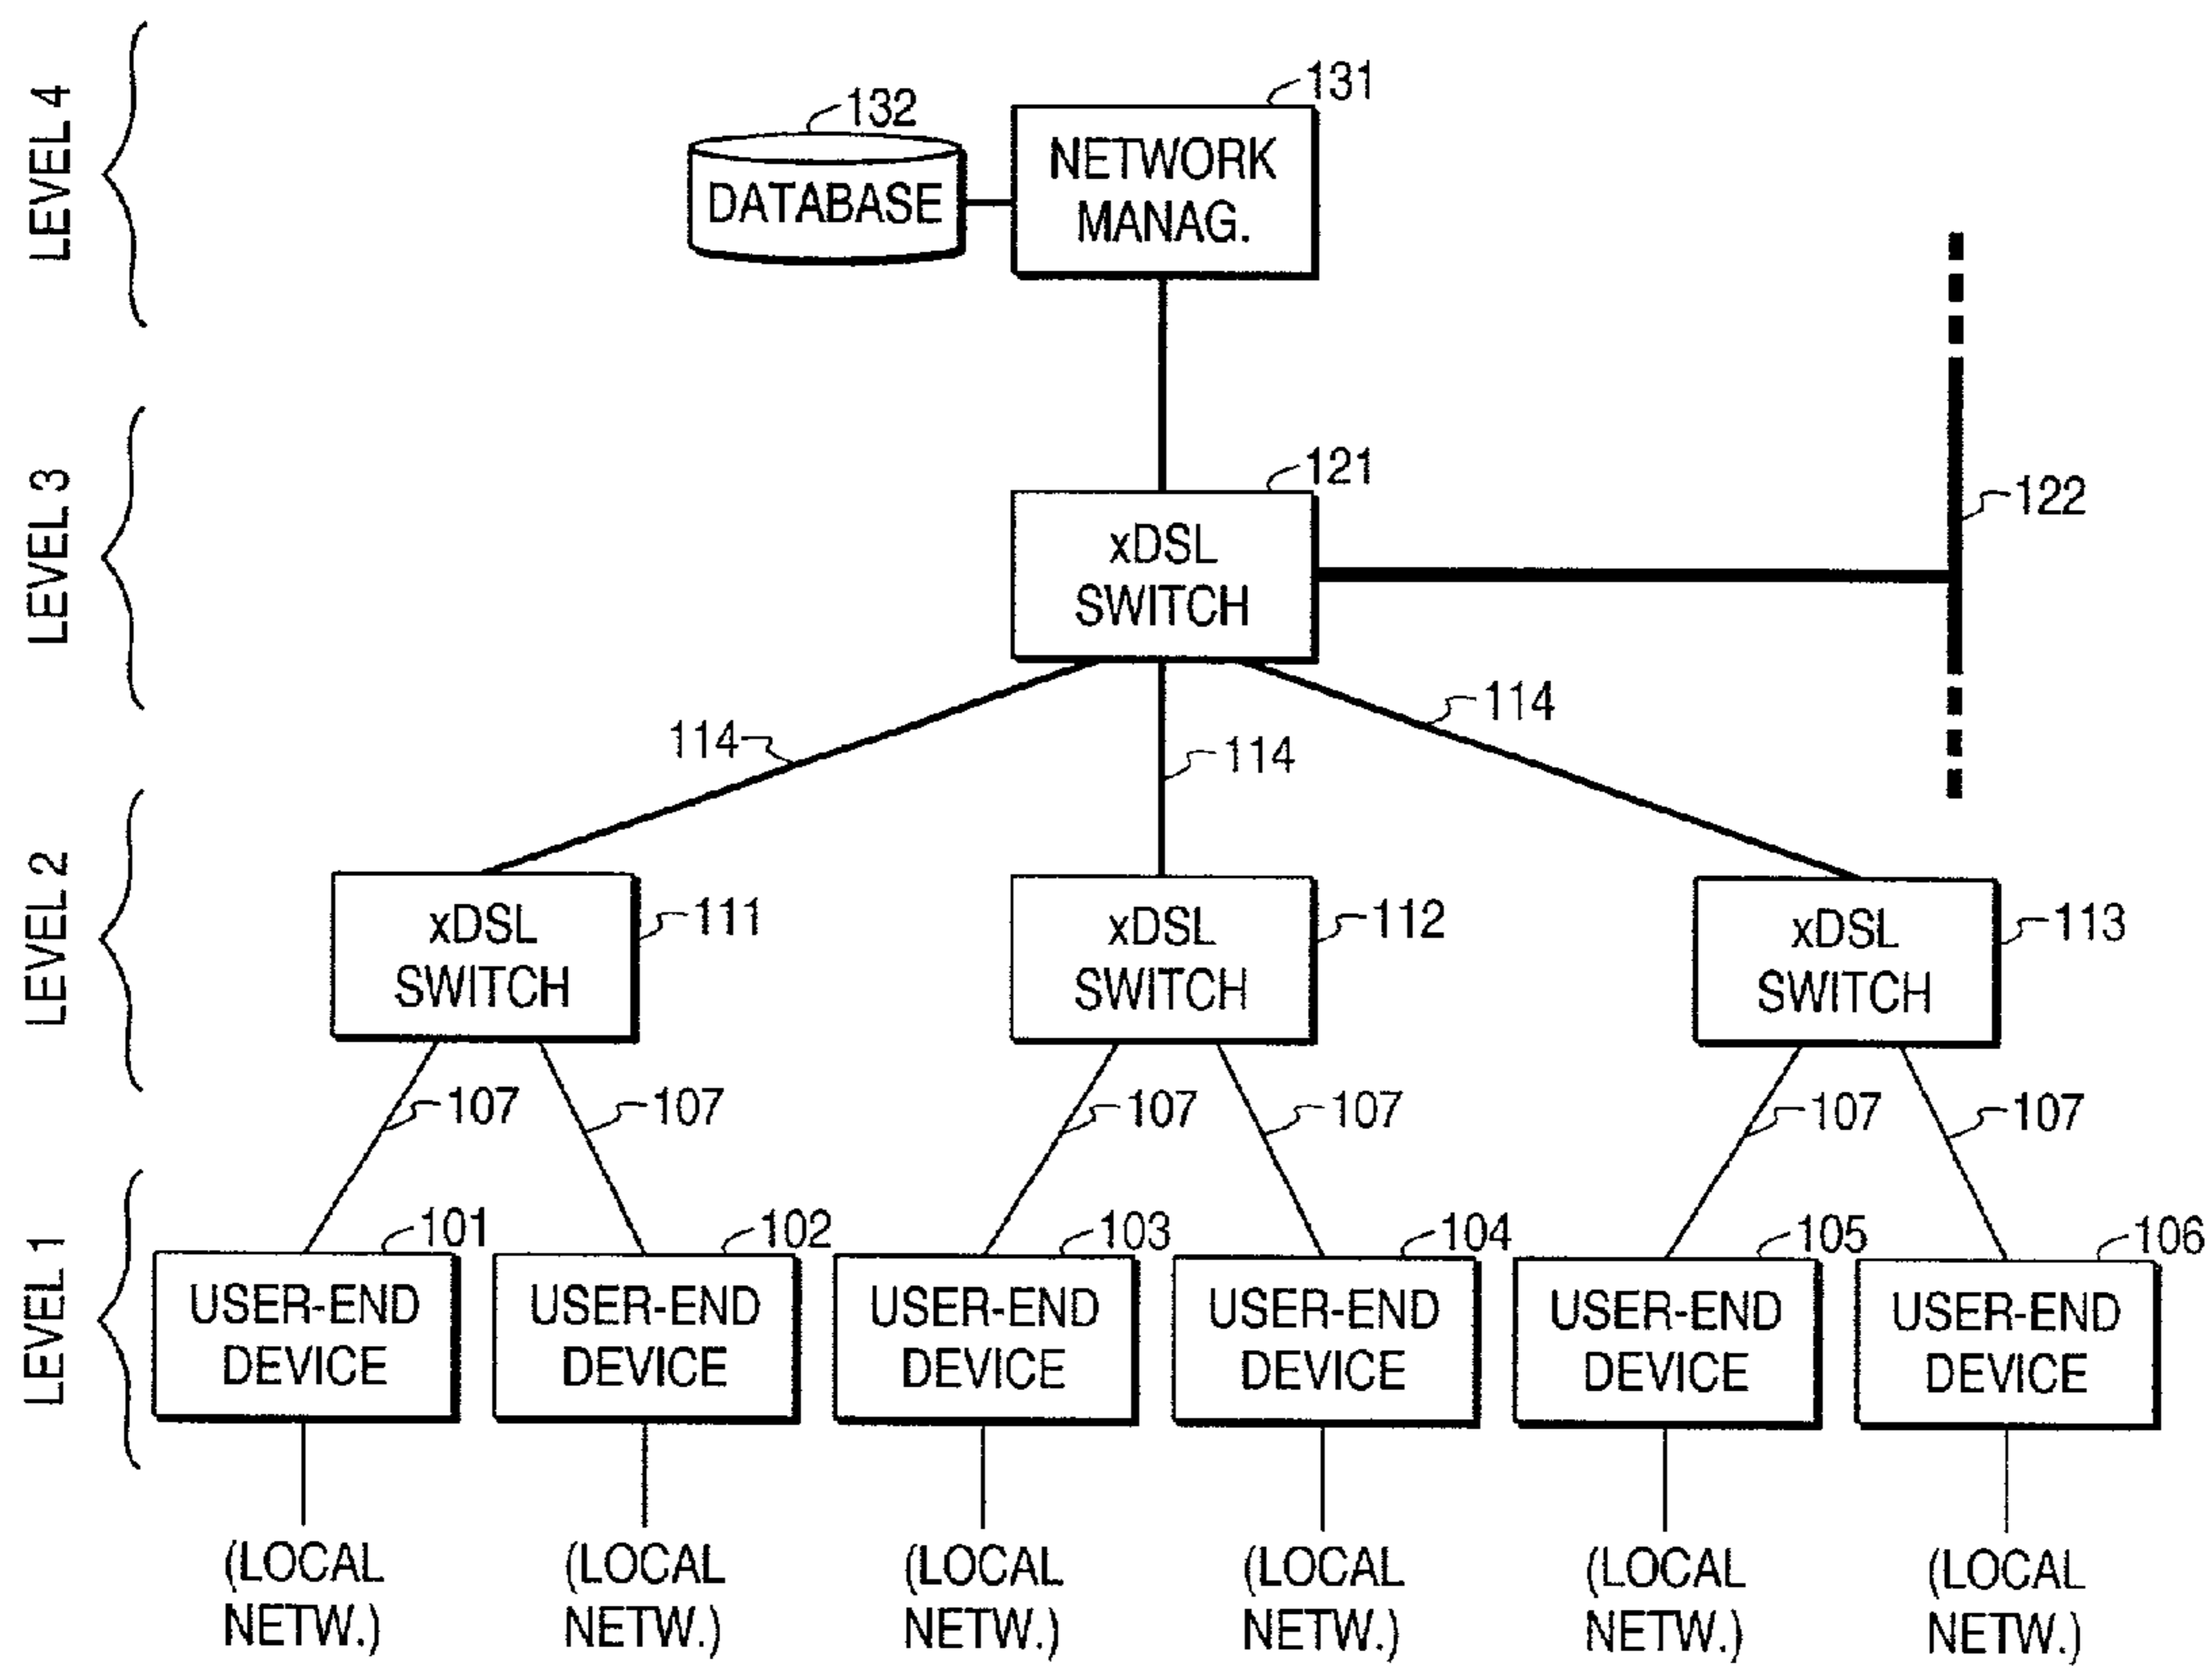 LEVEL 4
132
DATABASE
131
NETWORK
MANAG.
LEVEL 3
121
xDSL
SWITCH
122
114
114
114
LEVEL 2
xDSL
SWITCH
111
xDSL
SWITCH
112
xDSL
SWITCH
113
107
107
107
107
107
107
LEVEL 1
101
USER-END
DEVICE
102
USER-END
DEVICE
103
USER-END
DEVICE
104
USER-END
DEVICE
105
USER-END
DEVICE
106
USER-END
DEVICE
(LOCAL
NETW.)
(LOCAL
NETW.)
(LOCAL
NETW.)
(LOCAL
NETW.)
(LOCAL
NETW.)
(LOCAL
NETW.)